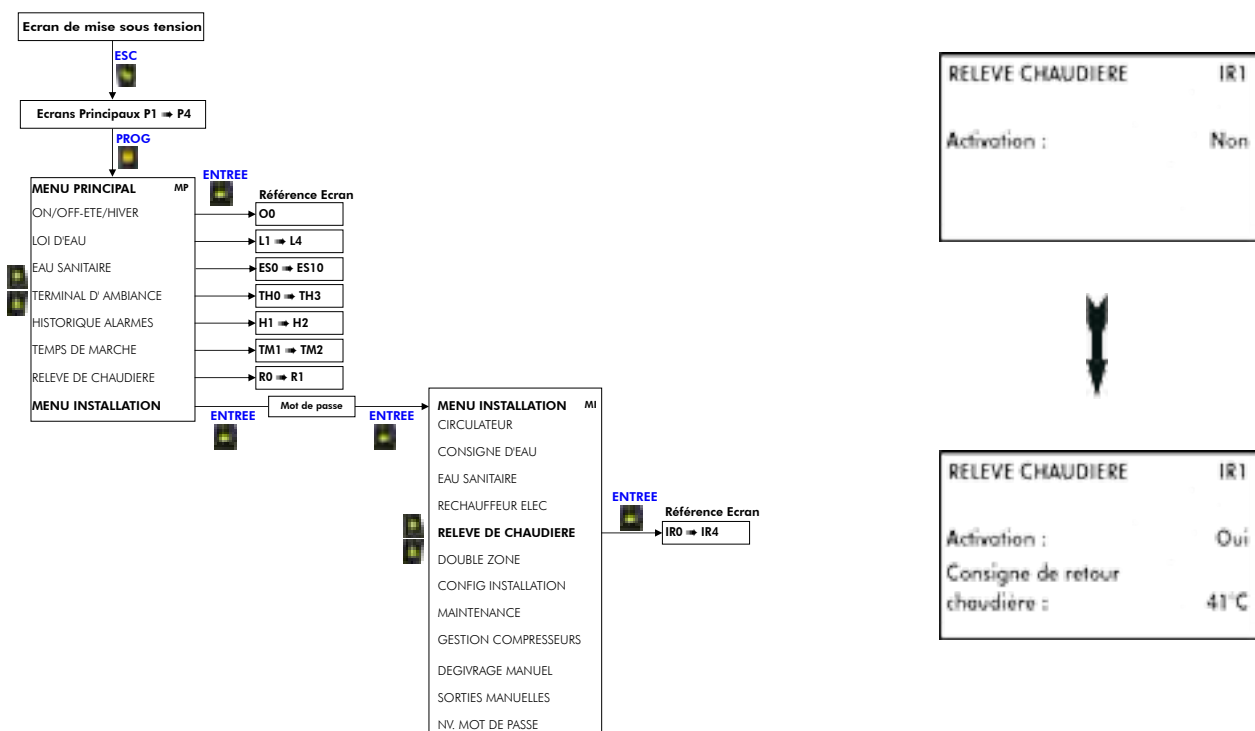 Ecran de mise sous tension
ESC
Ecrans Principaux P1 ➠ P4
PROG
MENU PRINCIPAL MP
ENTREE
Référence Ecran
ON/OFF-ETE/HIVER
O0
LOI D'EAU
L1 ➠ L4
EAU SANITAIRE
ES0 ➠ ES10
TERMINAL D' AMBIANCE
TH0 ➠ TH3
HISTORIQUE ALARMES
H1 ➠ H2
TEMPS DE MARCHE
TM1 ➠ TM2
RELEVE DE CHAUDIERE
R0 ➠ R1
MENU INSTALLATION
ENTREE
Mot de passe
ENTREE
MENU INSTALLATION MI
CIRCULATEUR
CONSIGNE D'EAU
EAU SANITAIRE
RECHAUFFEUR ELEC
RELEVE DE CHAUDIERE
ENTREE
Référence Ecran
IR0 ➠ IR4
DOUBLE ZONE
CONFIG INSTALLATION
MAINTENANCE
GESTION COMPRESSEURS
DEGIVRAGE MANUEL
SORTIES MANUELLES
NV. MOT DE PASSE
RELEVE CHAUDIERE IR1
Activation : Non
RELEVE CHAUDIERE IR1
Activation : Oui
Consigne de retour
chaudière : 41°C